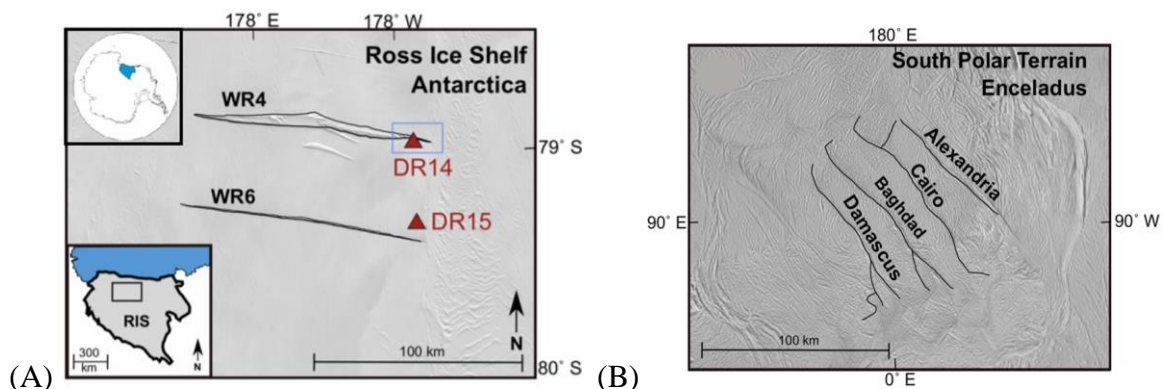 178° E
178° W
Ross Ice Shelf
Antarctica
WR4
79° S
DR14
WR6
DR15
RIS
300
km
N
100 km
N
80° S
(A)
180° E
South Polar Terrain
Enceladus
Alexandria
Cairo
Baghdad
Damascus
90° E
90° W
100 km
0° E
(B)